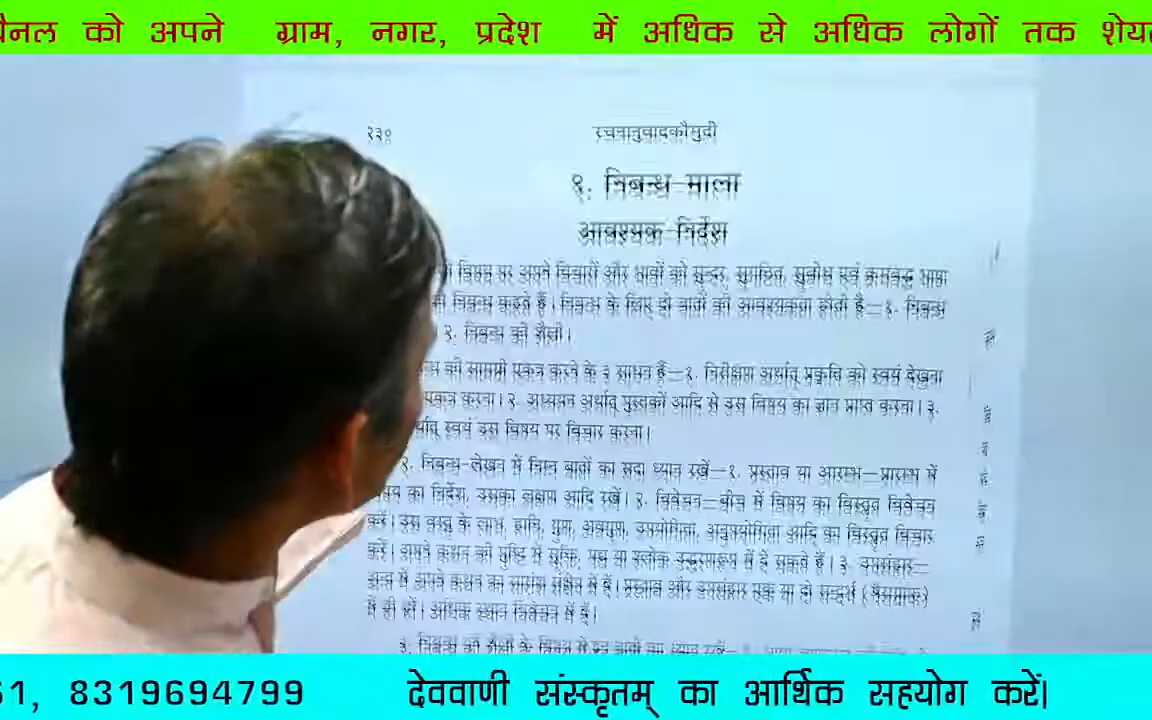 को अपने ग्राम, नगर, प्रदेश में अधिक से अधिक लोगों तक
२३० रचनानुवादकौमुदी
१. निबन्ध-माला
आवश्यक निर्देश
विषय पर अपने विचारों और भावों को सुन्दर, सुगठित, सुबोध एवं क्रमबद्ध भाषा
निबन्ध कहते हैं। निबन्ध के लिए दो बातों की आवश्यकता होती है—१. निबन्ध
२. निबन्ध की शैली।
की सामग्री एकत्र करने के ३ साधन हैं—१. निरीक्षण अर्थात् प्रकृति को स्वयं देखना
एकत्र करना। २. अध्ययन अर्थात् पुस्तकों आदि से उस विषय का ज्ञान प्राप्त करना। ३.
स्वयं उस विषय पर विचार करना।
२. निबन्ध-लेखन में निम्न बातों का सदा ध्यान रखें—१. प्रस्ताव या आरम्भ—प्रारम्भ में
का निर्देश, उसका लक्षण आदि रखें। २. विवेचन—बीच में विषय का विस्तृत विवेचन
करें। उस वस्तु के लाभ, हानि, गुण, अवगुण, उपयोगिता, अनुपयोगिता आदि का विस्तृत विचार
करें। अपने कथन की पुष्टि में सूक्ति, पद्य या श्लोक उद्धरणरूप में दे सकते हैं। ३. उपसंहार—
अन्त में अपने कथन का सारांश संक्षेप में दें। प्रस्ताव और उपसंहार एक या दो सन्दर्भ (पैराग्राफ)
में ही हों। अधिक स्थान विवेचन में दें।
३. निबन्ध की शैली के विषय में इन बातों का ध्यान रखें—१.
8319694799 देववाणी संस्कृतम् का आर्थिक सहयोग करें।